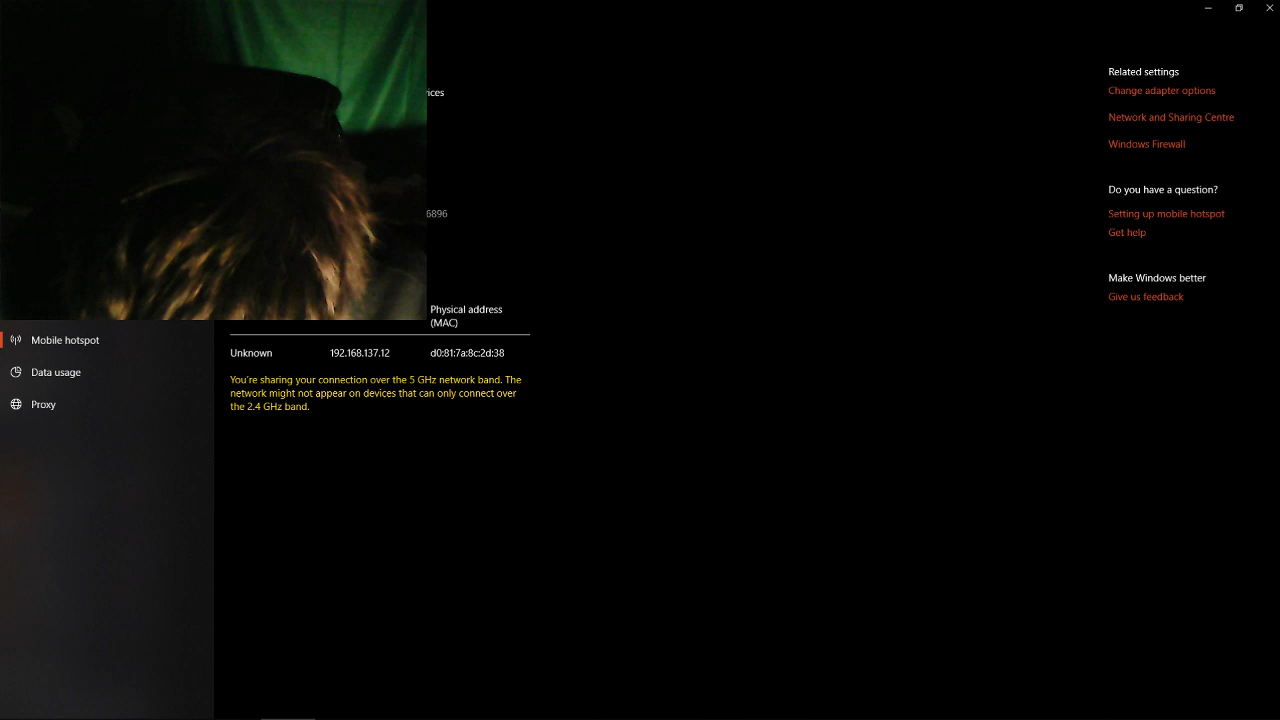 ices
6896
Physical address
(MAC)
Unknown 192.168.137.12 d0:81:7a:8c:2d:38
You're sharing your connection over the 5 GHz network band. The
network might not appear on devices that can only connect over
the 2.4 GHz band.
Mobile hotspot
Data usage
Proxy
Related settings
Change adapter options
Network and Sharing Centre
Windows Firewall
Do you have a question?
Setting up mobile hotspot
Get help
Make Windows better
Give us feedback